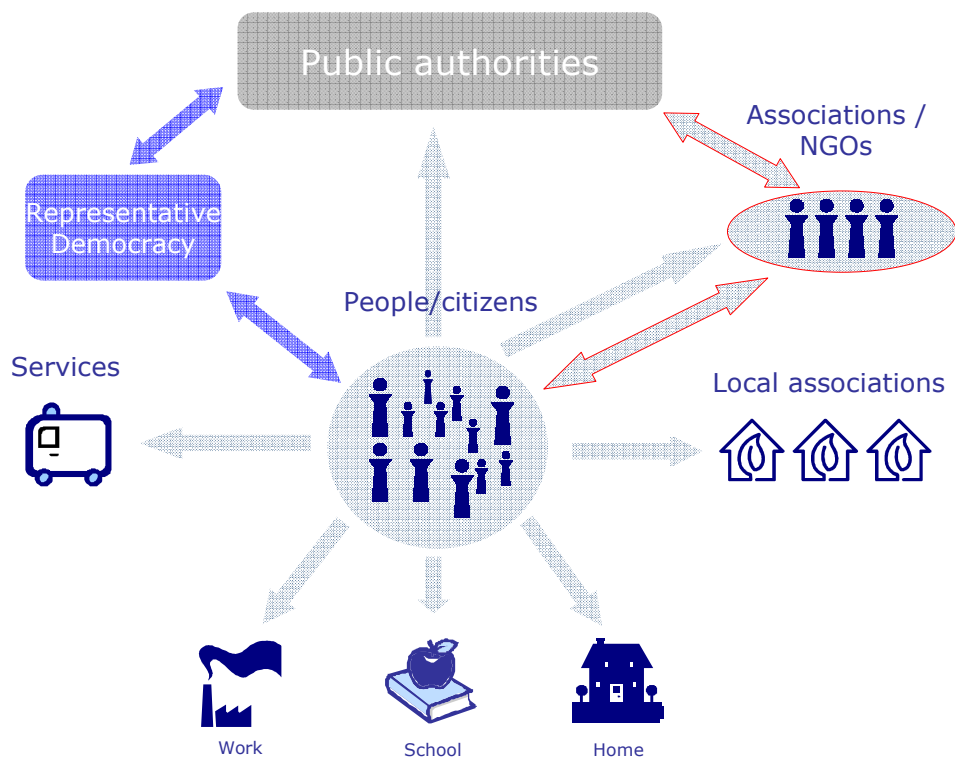 Public authorities
Associations /
NGOs
Representative
Democracy
People/citizens
Services
Local associations
Work
School
Home